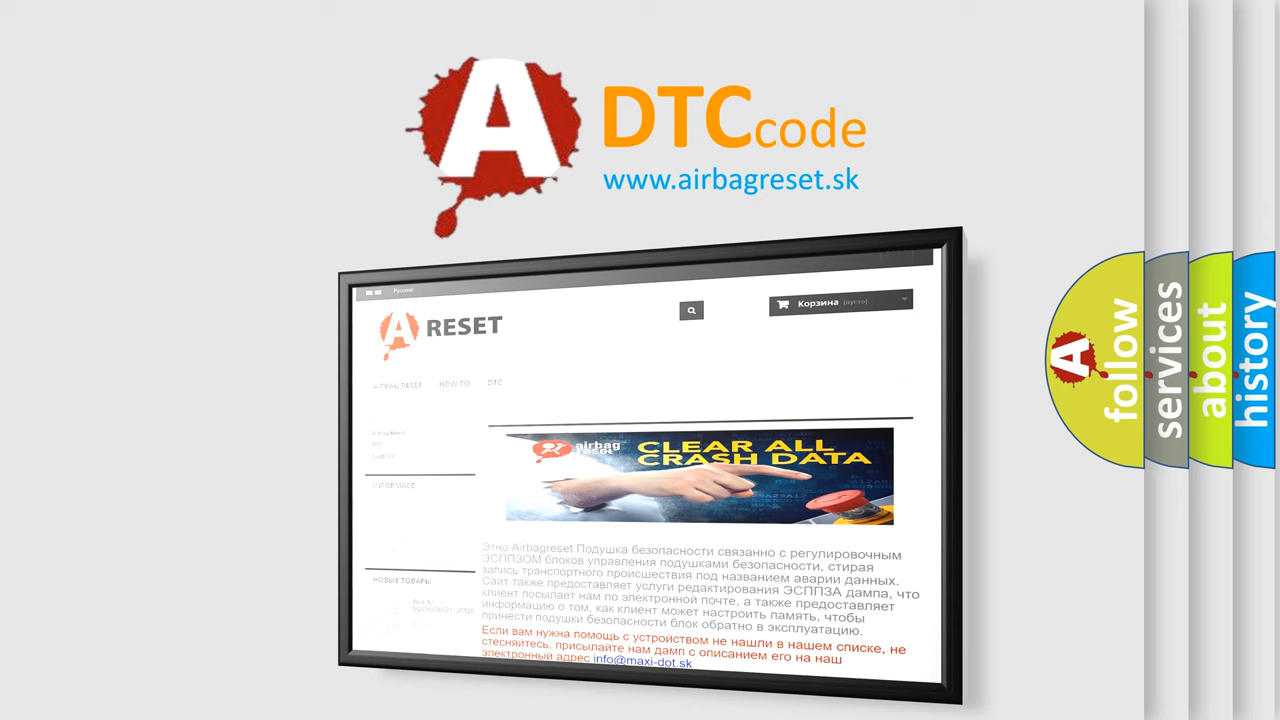 A DTC code
www.airbagreset.sk
Русский
A RESET
Корзина (пусто)
AIRBAG RESET HOW TO DTC
DTC
INFORMACE
airbag
reset
CLEAR ALL
CRASH DATA
Этно Airbagreset Подушка безопасности связанно с регулировочным
ЭСППЗОМ блоков управления подушками безопасности, стирая
запись транспортного происшествия под названием аварии данных.
Сайт также предоставляет услуги редактирования ЭСППЗА дампа, что
клиент посылает нам по электронной почте, а также предоставляет
информацию о том, как клиент может настроить память, чтобы
принести подушки безопасности блок обратно в эксплуатацию.
Если вам нужна помощь с устройством не нашли в нашем списке, не
стесняйтесь, присылайте нам дамп с описанием его на наш
электронный адрес info@maxi-dot.sk
НОВЫЕ ТОВАРЫ
A
follow
services
about
history